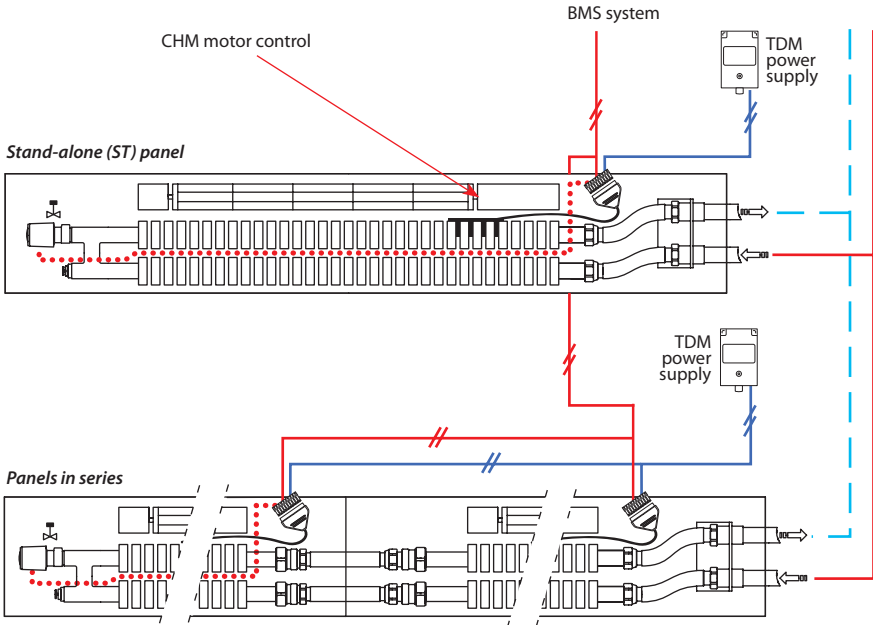 BMS system
CHM motor control
TDM
power
supply
Stand-alone (ST) panel
TDM
power
supply
Panels in series